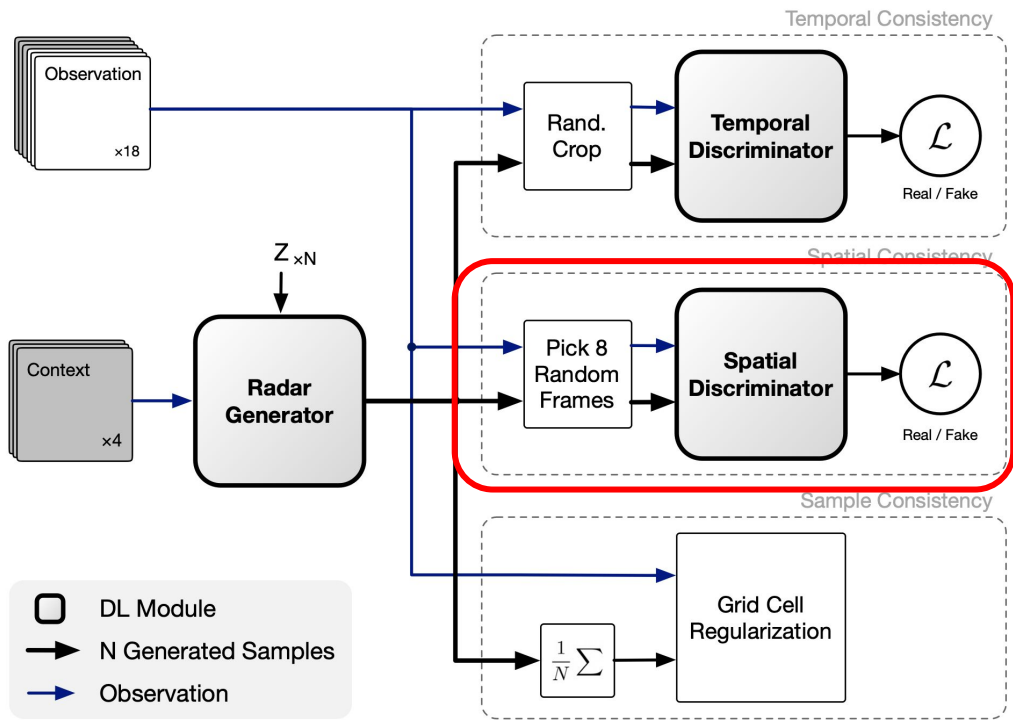 Temporal Consistency
Observation
×18
Rand.
Crop
Temporal
Discriminator
ℒ
Real / Fake
Z ×N
Spatial Consistency
Context
×4
Radar
Generator
Pick 8
Random
Frames
Spatial
Discriminator
ℒ
Real / Fake
Sample Consistency
Grid Cell
Regularization
1/N ∑
DL Module
N Generated Samples
Observation